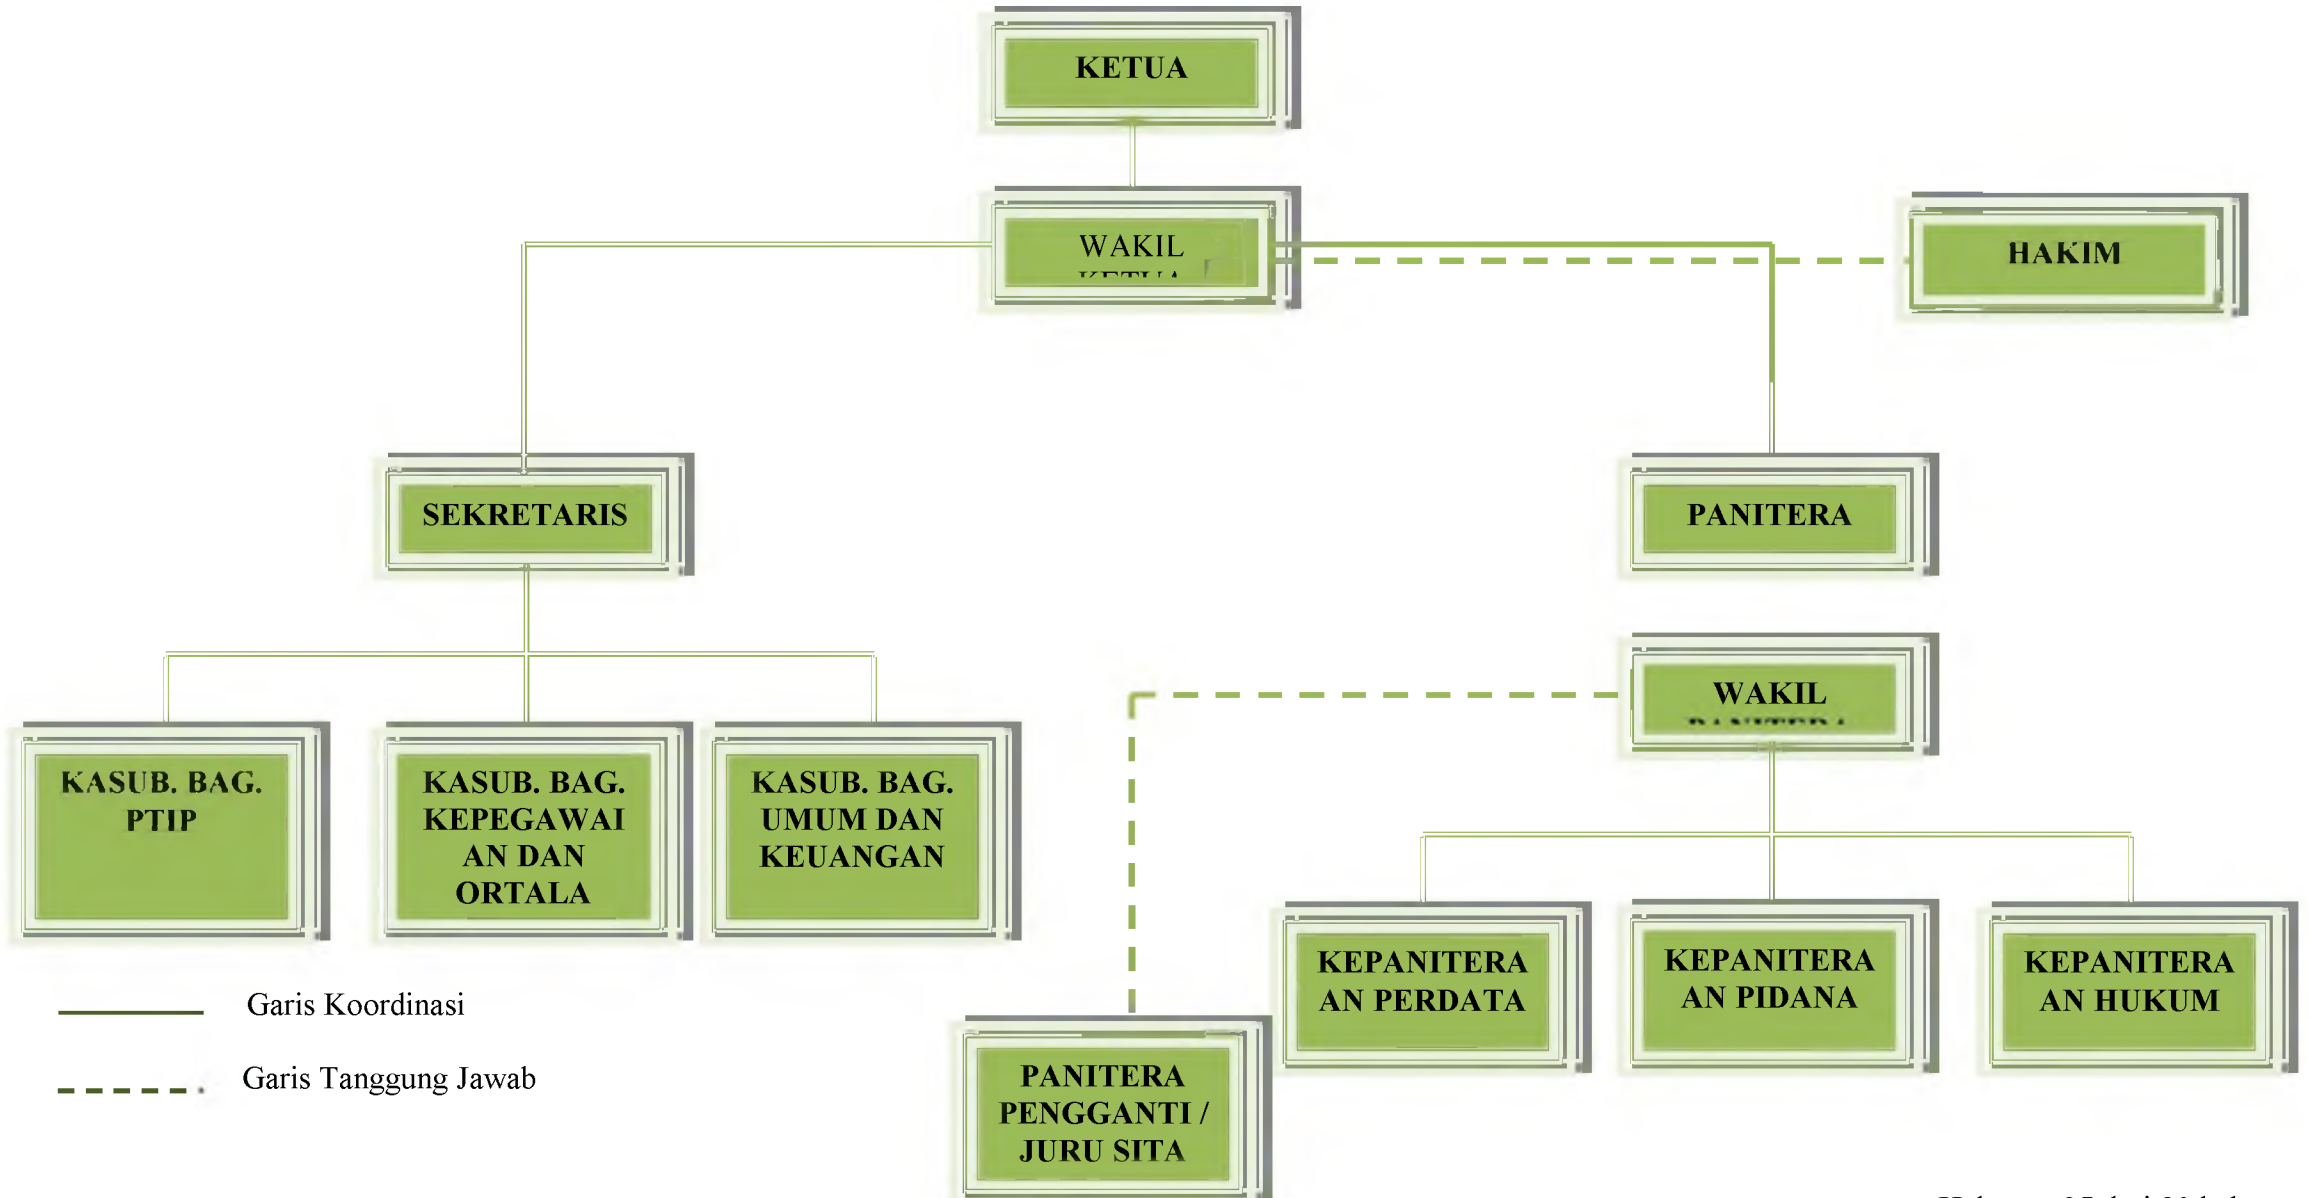 KETUA
WAKIL
KETUA
HAKIM
SEKRETARIS
PANITERA
WAKIL
PANITERA
KASUB. BAG.
PTIP
KASUB. BAG.
KEPEGAWAI
AN DAN
ORTALA
KASUB. BAG.
UMUM DAN
KEUANGAN
KEPANITERA
AN PERDATA
KEPANITERA
AN PIDANA
KEPANITERA
AN HUKUM
Garis Koordinasi
Garis Tanggung Jawab
PANITERA
PENGGANTI /
JURU SITA